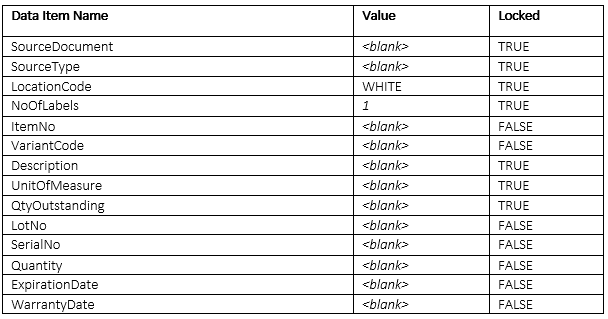 Data Item Name Value Locked
SourceDocument <blank> TRUE
SourceType <blank> TRUE
LocationCode WHITE TRUE
NoOfLabels 1 TRUE
ItemNo <blank> FALSE
VariantCode <blank> FALSE
Description <blank> TRUE
UnitOfMeasure <blank> TRUE
QtyOutstanding <blank> TRUE
LotNo <blank> FALSE
SerialNo <blank> FALSE
Quantity <blank> FALSE
ExpirationDate <blank> FALSE
WarrantyDate <blank> FALSE